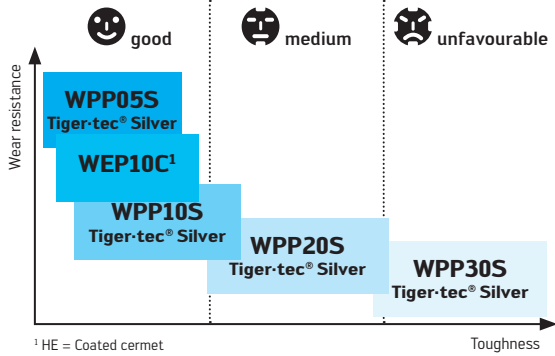 good
medium
unfavourable
Wear resistance
WPP05S
Tiger·tec® Silver
WEP10C¹
WPP10S
Tiger·tec® Silver
WPP20S
Tiger·tec® Silver
WPP30S
Tiger·tec® Silver
¹ HE = Coated cermet
Toughness